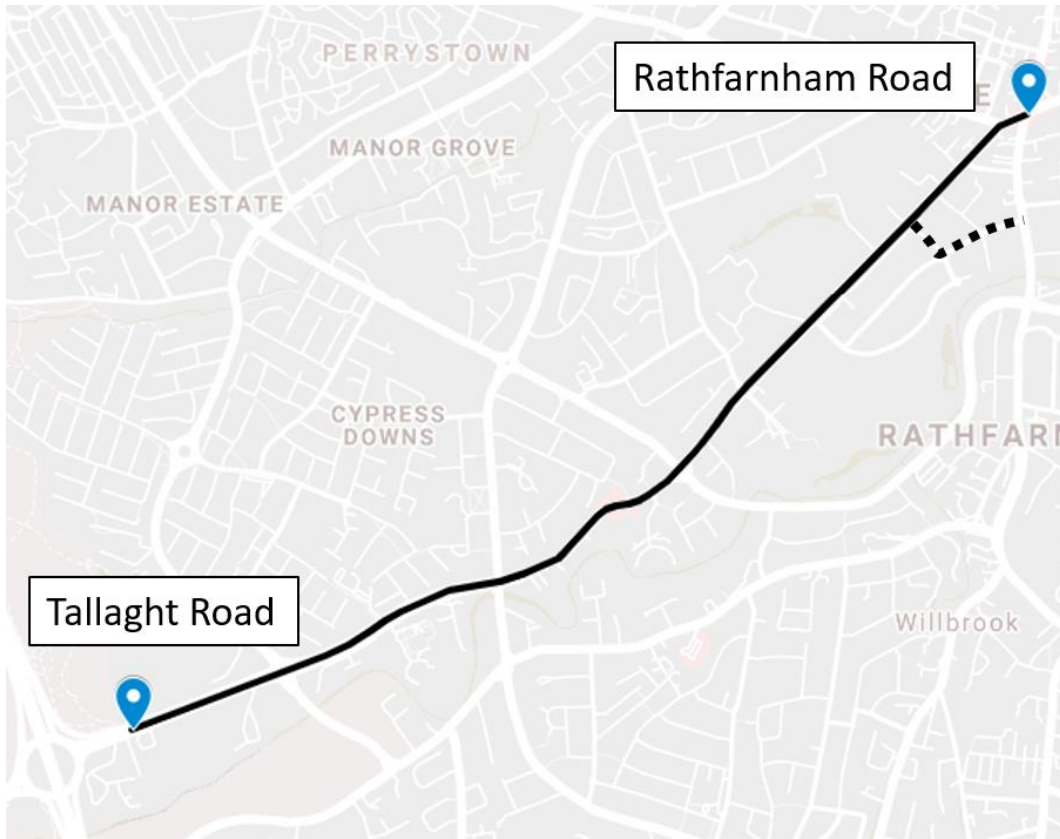 PERRYSTOWN
Rathfarnham Road
E
MANOR GROVE
MANOR ESTATE
CYPRESS
DOWNS
RATHFARN
Tallaght Road
Willbrook